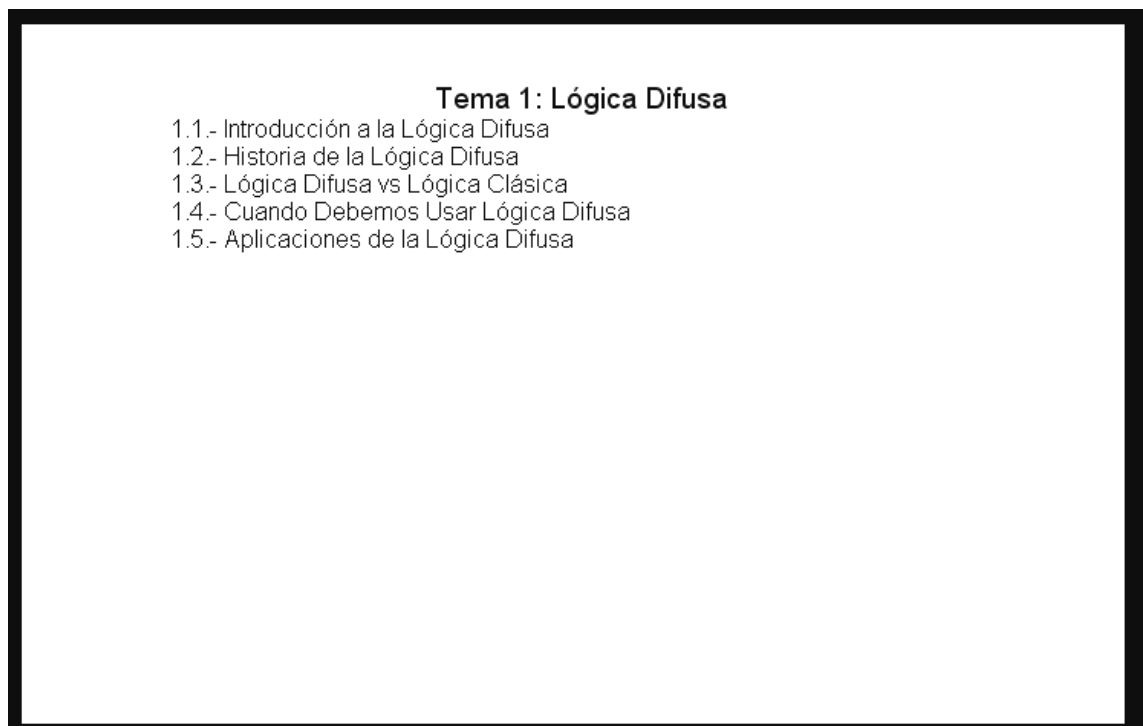 Tema 1: Lógica Difusa
1.1.- Introducción a la Lógica Difusa
1.2.- Historia de la Lógica Difusa
1.3.- Lógica Difusa vs Lógica Clásica
1.4.- Cuando Debemos Usar Lógica Difusa
1.5.- Aplicaciones de la Lógica Difusa